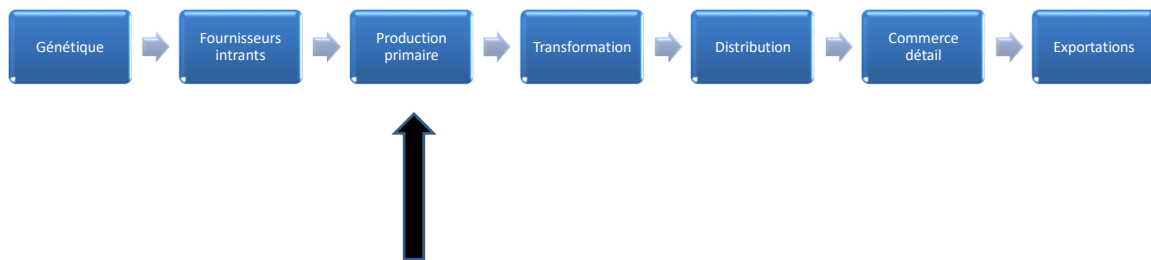 Génétique
Fournisseurs
intrants
Production
primaire
Transformation
Distribution
Commerce
détail
Exportations